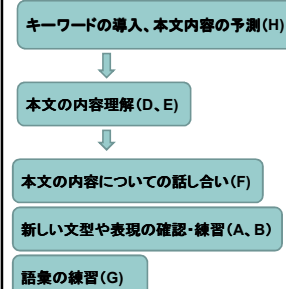 キーワードの導入、本文内容の予測(H)
本文の内容理解(D、E)
本文の内容についての話し合い(F)
新しい文型や表現の確認・練習(A、B)
語彙の練習(G)